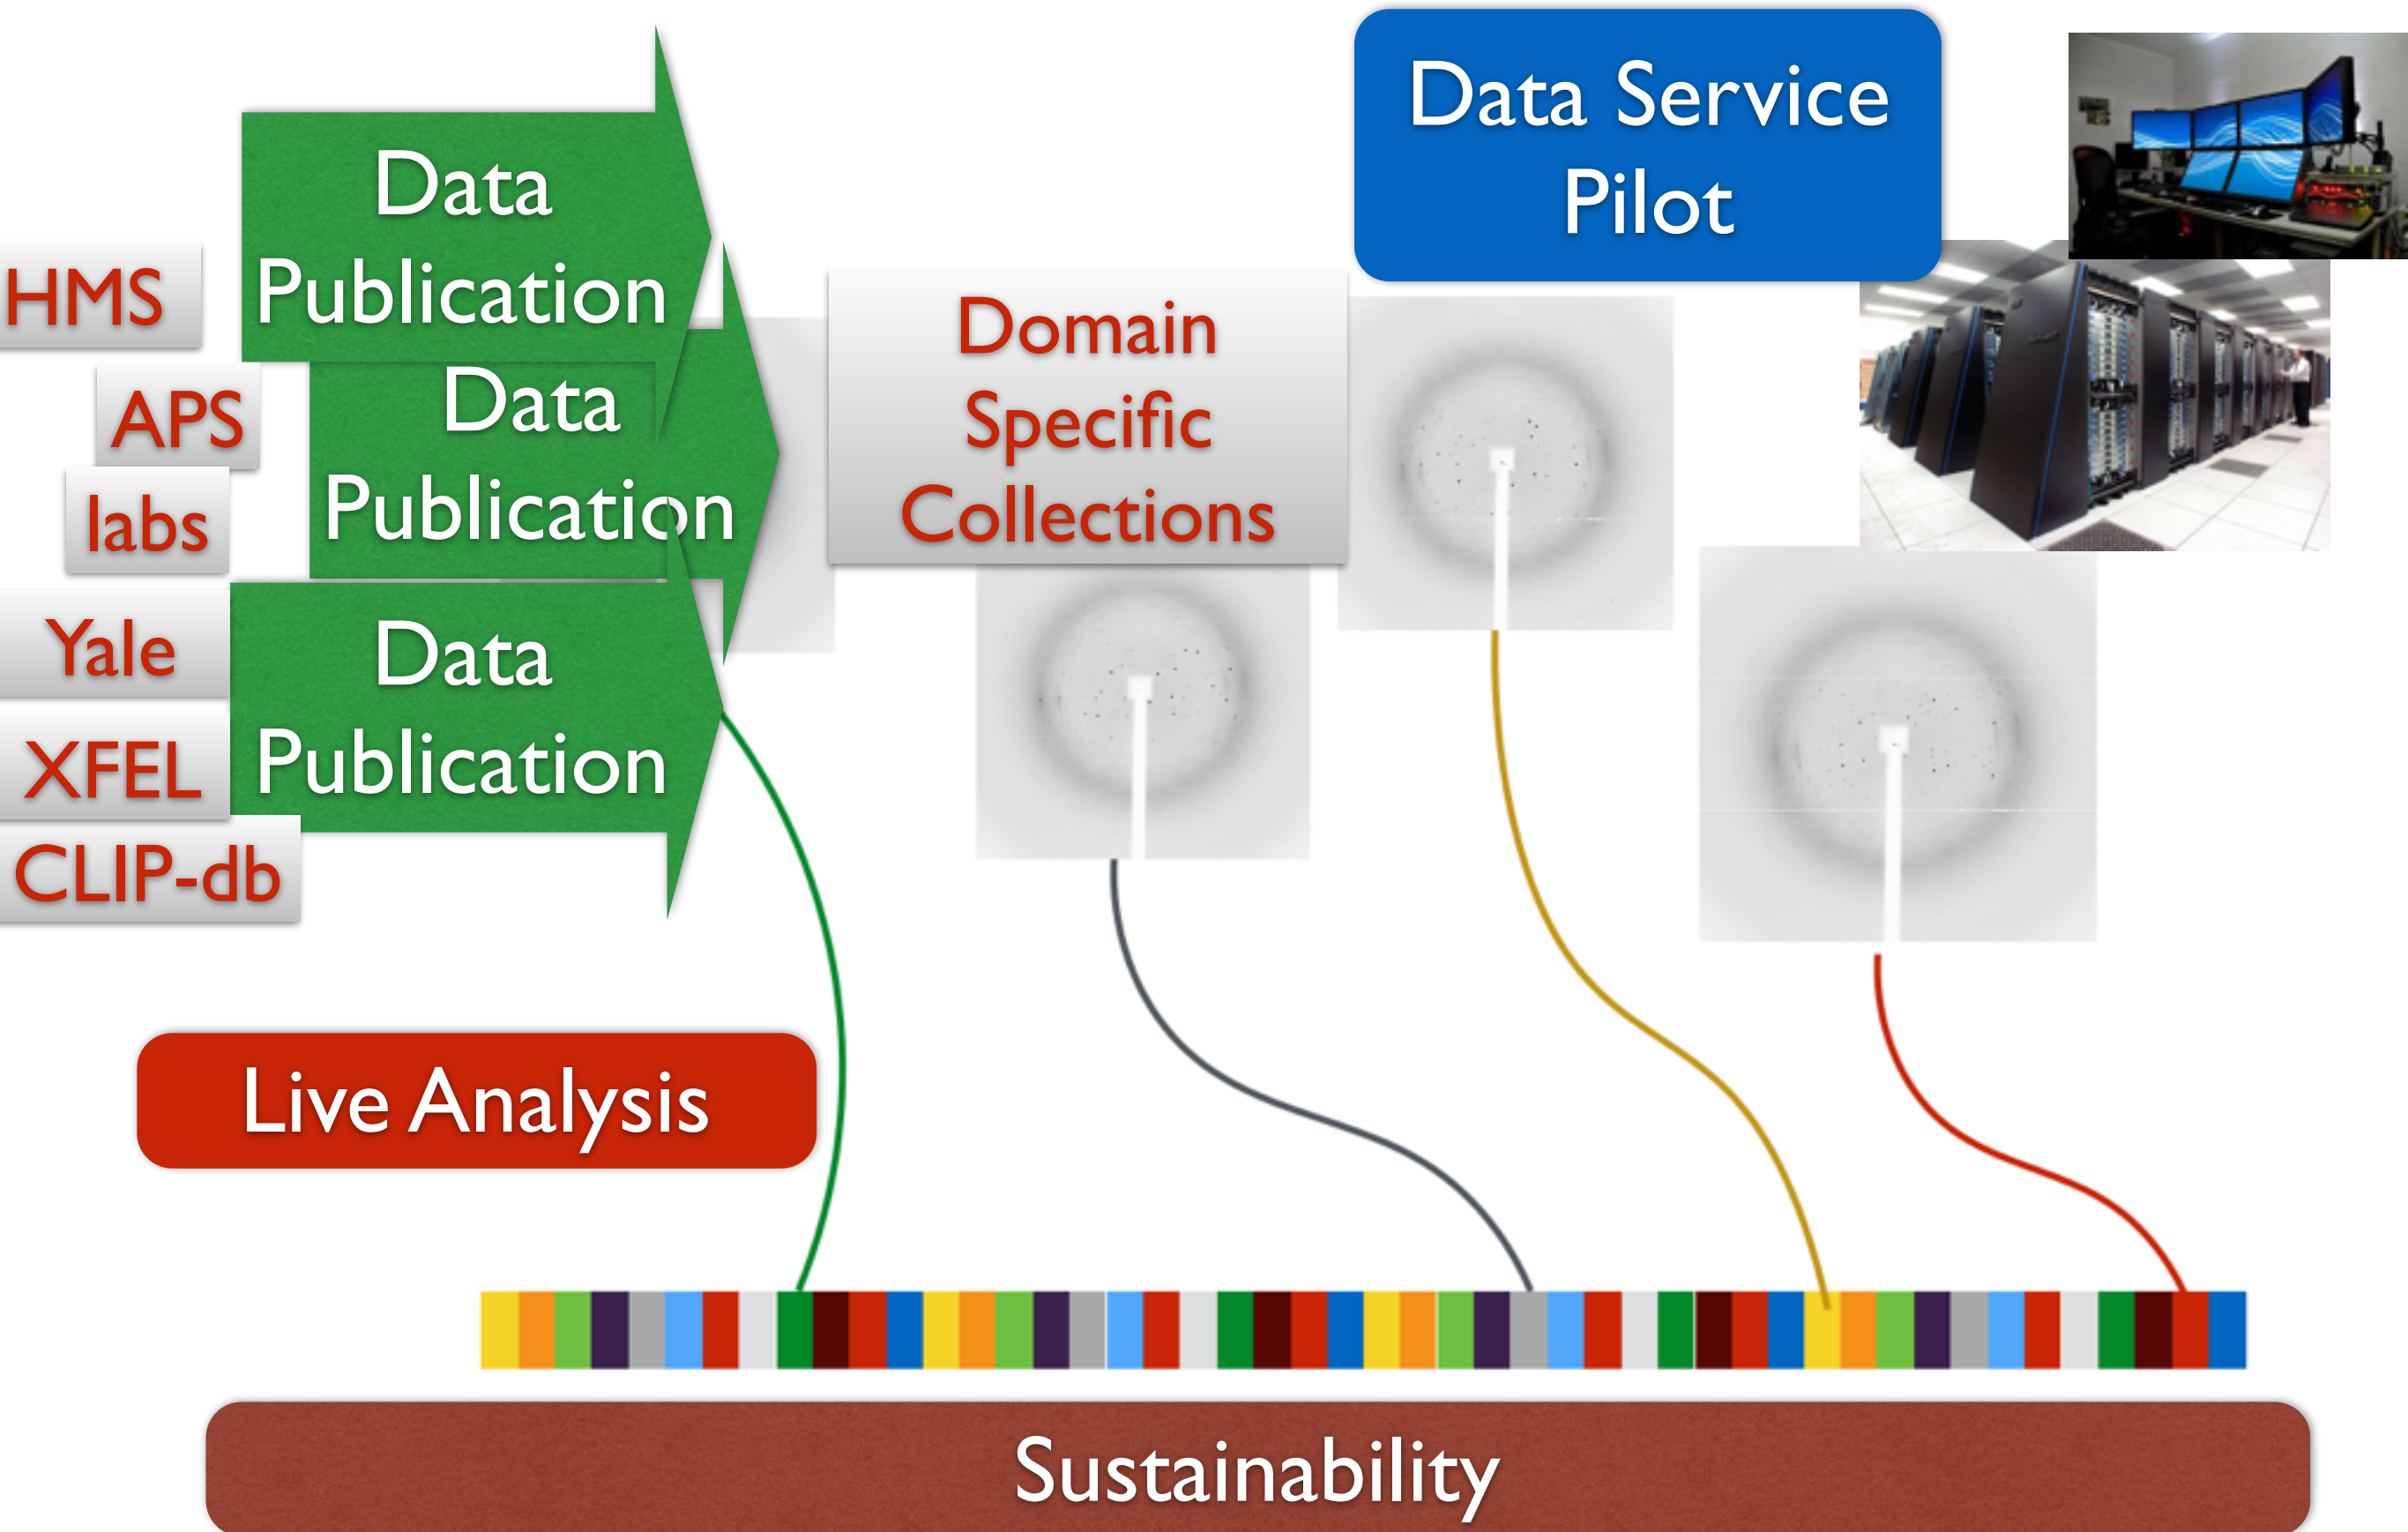 Data Service
Pilot
Data
Publication
HMS
Domain
Specific
Collections
APS
Data
Publication
labs
Yale
Data
Publication
XFEL
CLIP-db
Live Analysis
Sustainability